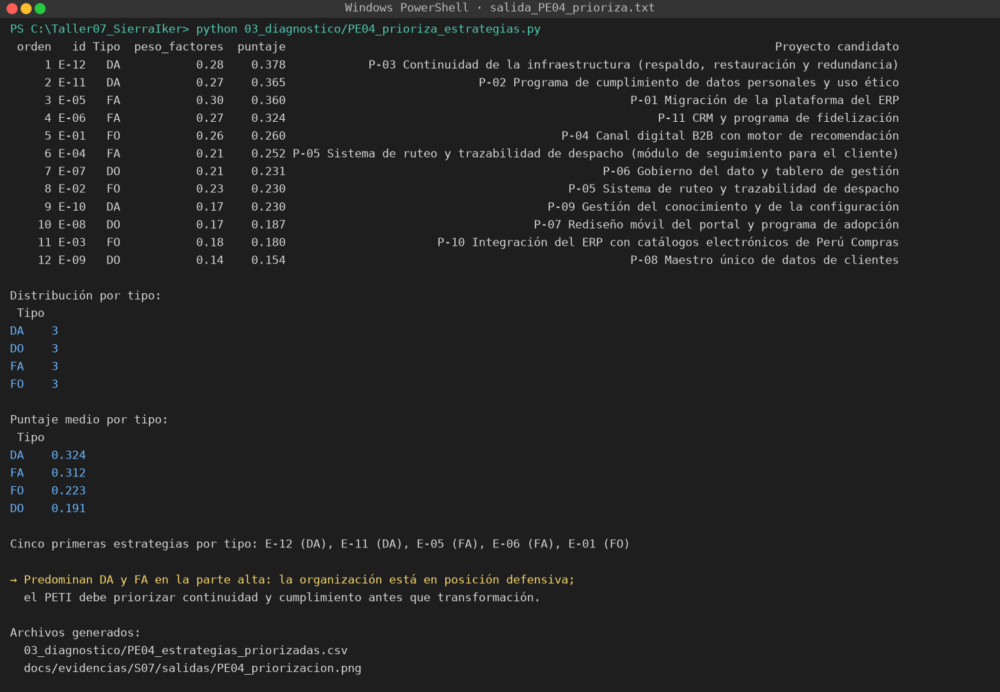 Windows PowerShell · salida_PE04_prioriza.txt
PS C:\Taller07_SierraIker> python 03_diagnostico/PE04_prioriza_estrategias.py
orden id Tipo peso_factores puntaje Proyecto candidato
1 E-12 DA 0.28 0.378 P-03 Continuidad de la infraestructura (respaldo, restauración y redundancia)
2 E-11 DA 0.27 0.365 P-02 Programa de cumplimiento de datos personales y uso ético
3 E-05 FA 0.30 0.360 P-01 Migración de la plataforma del ERP
4 E-06 FA 0.27 0.324 P-11 CRM y programa de fidelización
5 E-01 FO 0.26 0.260 P-04 Canal digital B2B con motor de recomendación
6 E-04 FA 0.21 0.252 P-05 Sistema de ruteo y trazabilidad de despacho (módulo de seguimiento para el cliente)
7 E-07 DO 0.21 0.231 P-06 Gobierno del dato y tablero de gestión
8 E-02 FO 0.23 0.230 P-05 Sistema de ruteo y trazabilidad de despacho
9 E-10 DA 0.17 0.230 P-09 Gestión del conocimiento y de la configuración
10 E-08 DO 0.17 0.187 P-07 Rediseño móvil del portal y programa de adopción
11 E-03 FO 0.18 0.180 P-10 Integración del ERP con catálogos electrónicos de Perú Compras
12 E-09 DO 0.14 0.154 P-08 Maestro único de datos de clientes
Distribución por tipo:
Tipo
DA 3
DO 3
FA 3
FO 3
Puntaje medio por tipo:
Tipo
DA 0.324
FA 0.312
FO 0.223
DO 0.191
Cinco primeras estrategias por tipo: E-12 (DA), E-11 (DA), E-05 (FA), E-06 (FA), E-01 (FO)
→ Predominan DA y FA en la parte alta: la organización está en posición defensiva;
el PETI debe priorizar continuidad y cumplimiento antes que transformación.
Archivos generados:
03_diagnostico/PE04_estrategias_priorizadas.csv
docs/evidencias/S07/salidas/PE04_priorizacion.png